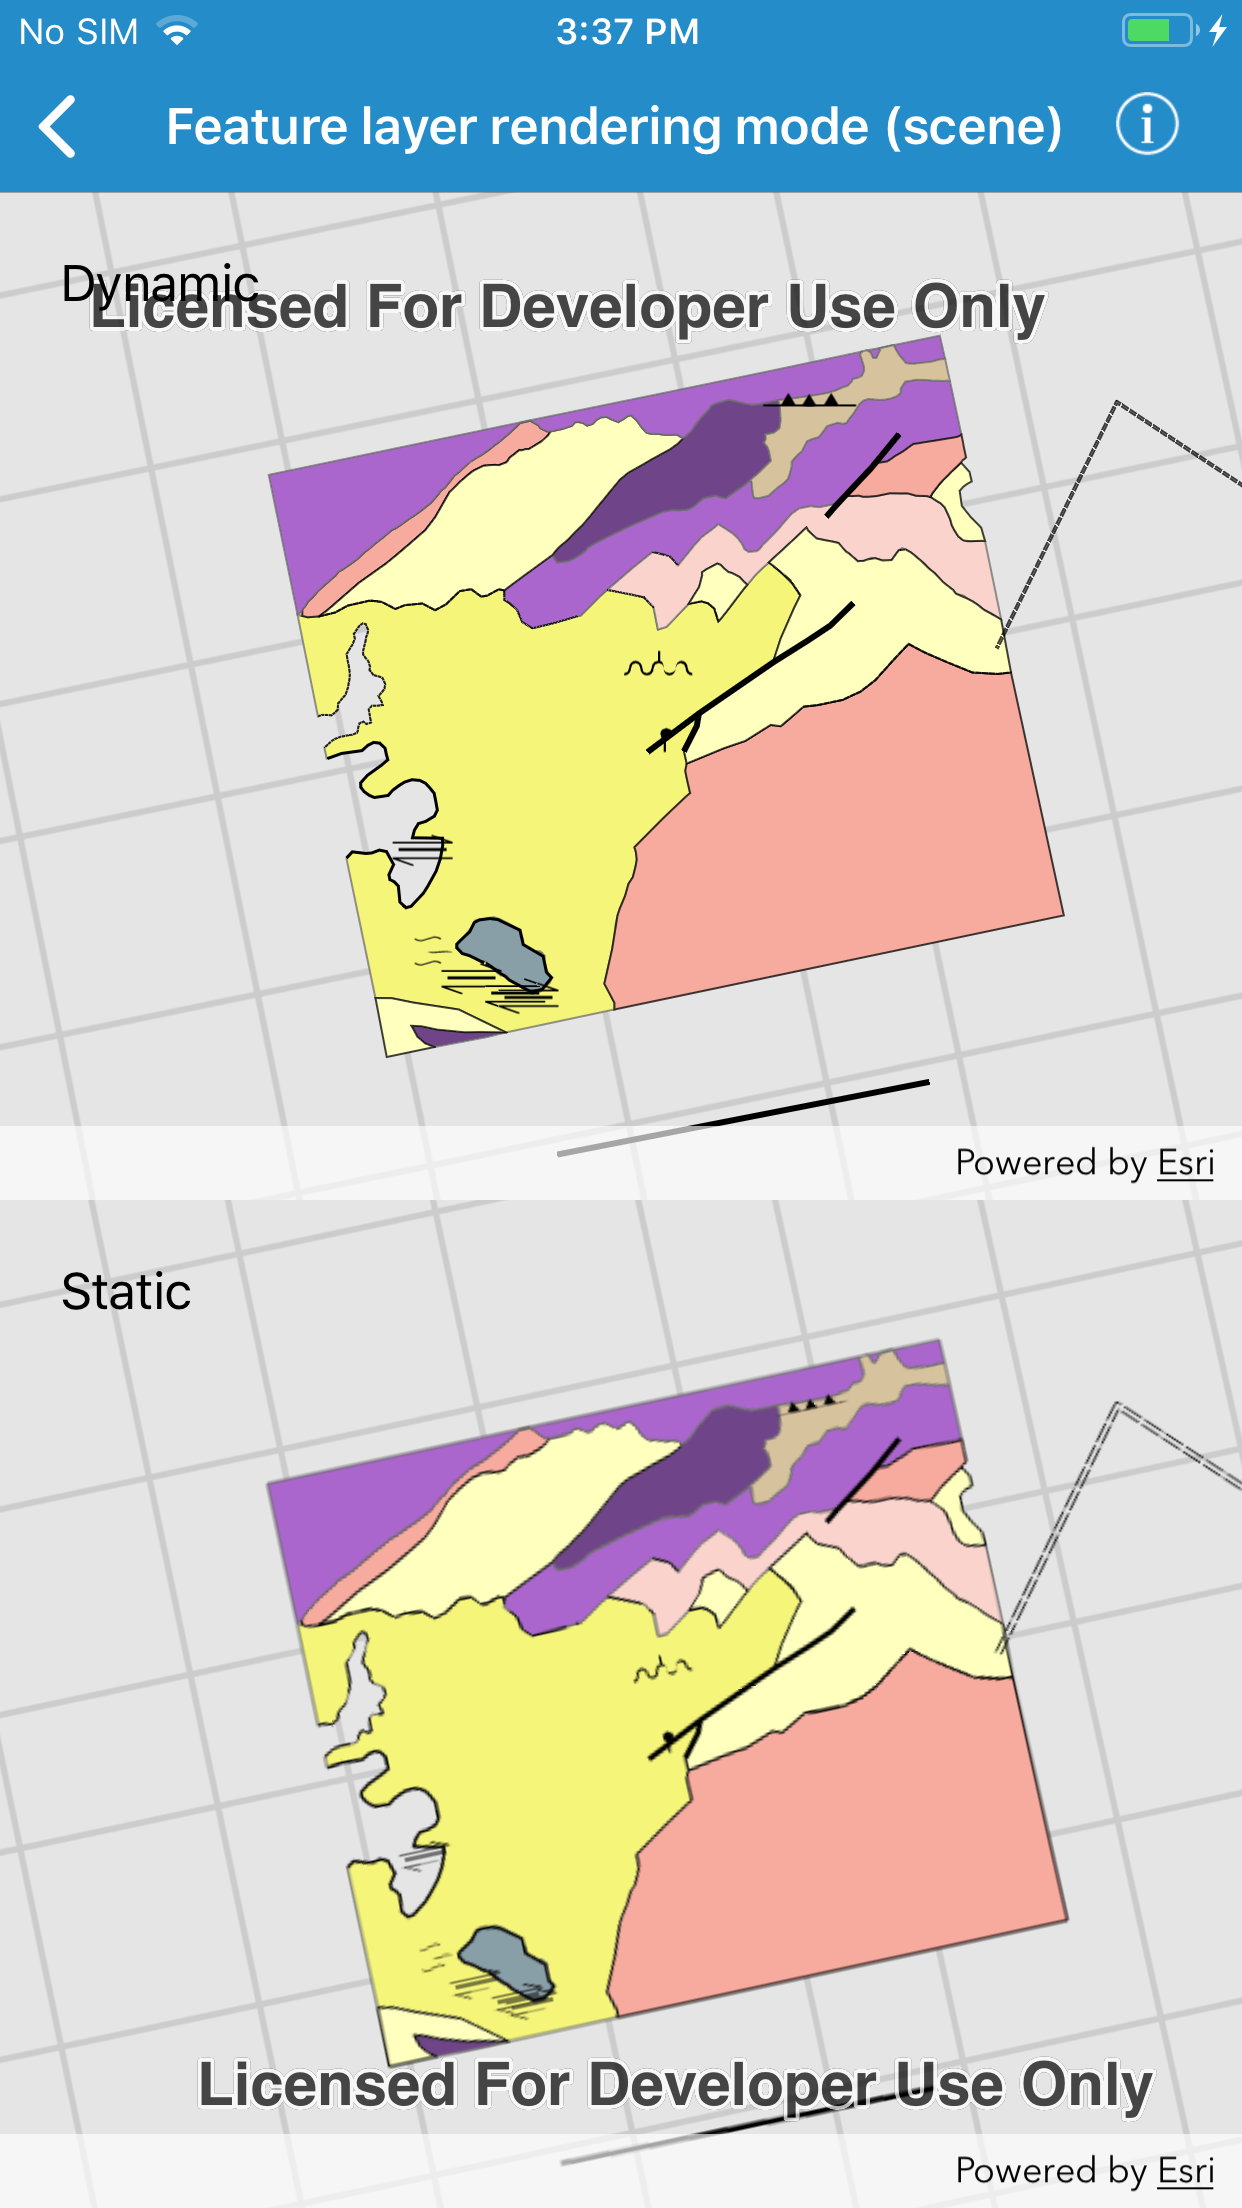 No SIM 3:37 PM
Feature layer rendering mode (scene)
Dynamic
Licensed For Developer Use Only
Powered by Esri
Static
Licensed For Developer Use Only
Powered by Esri